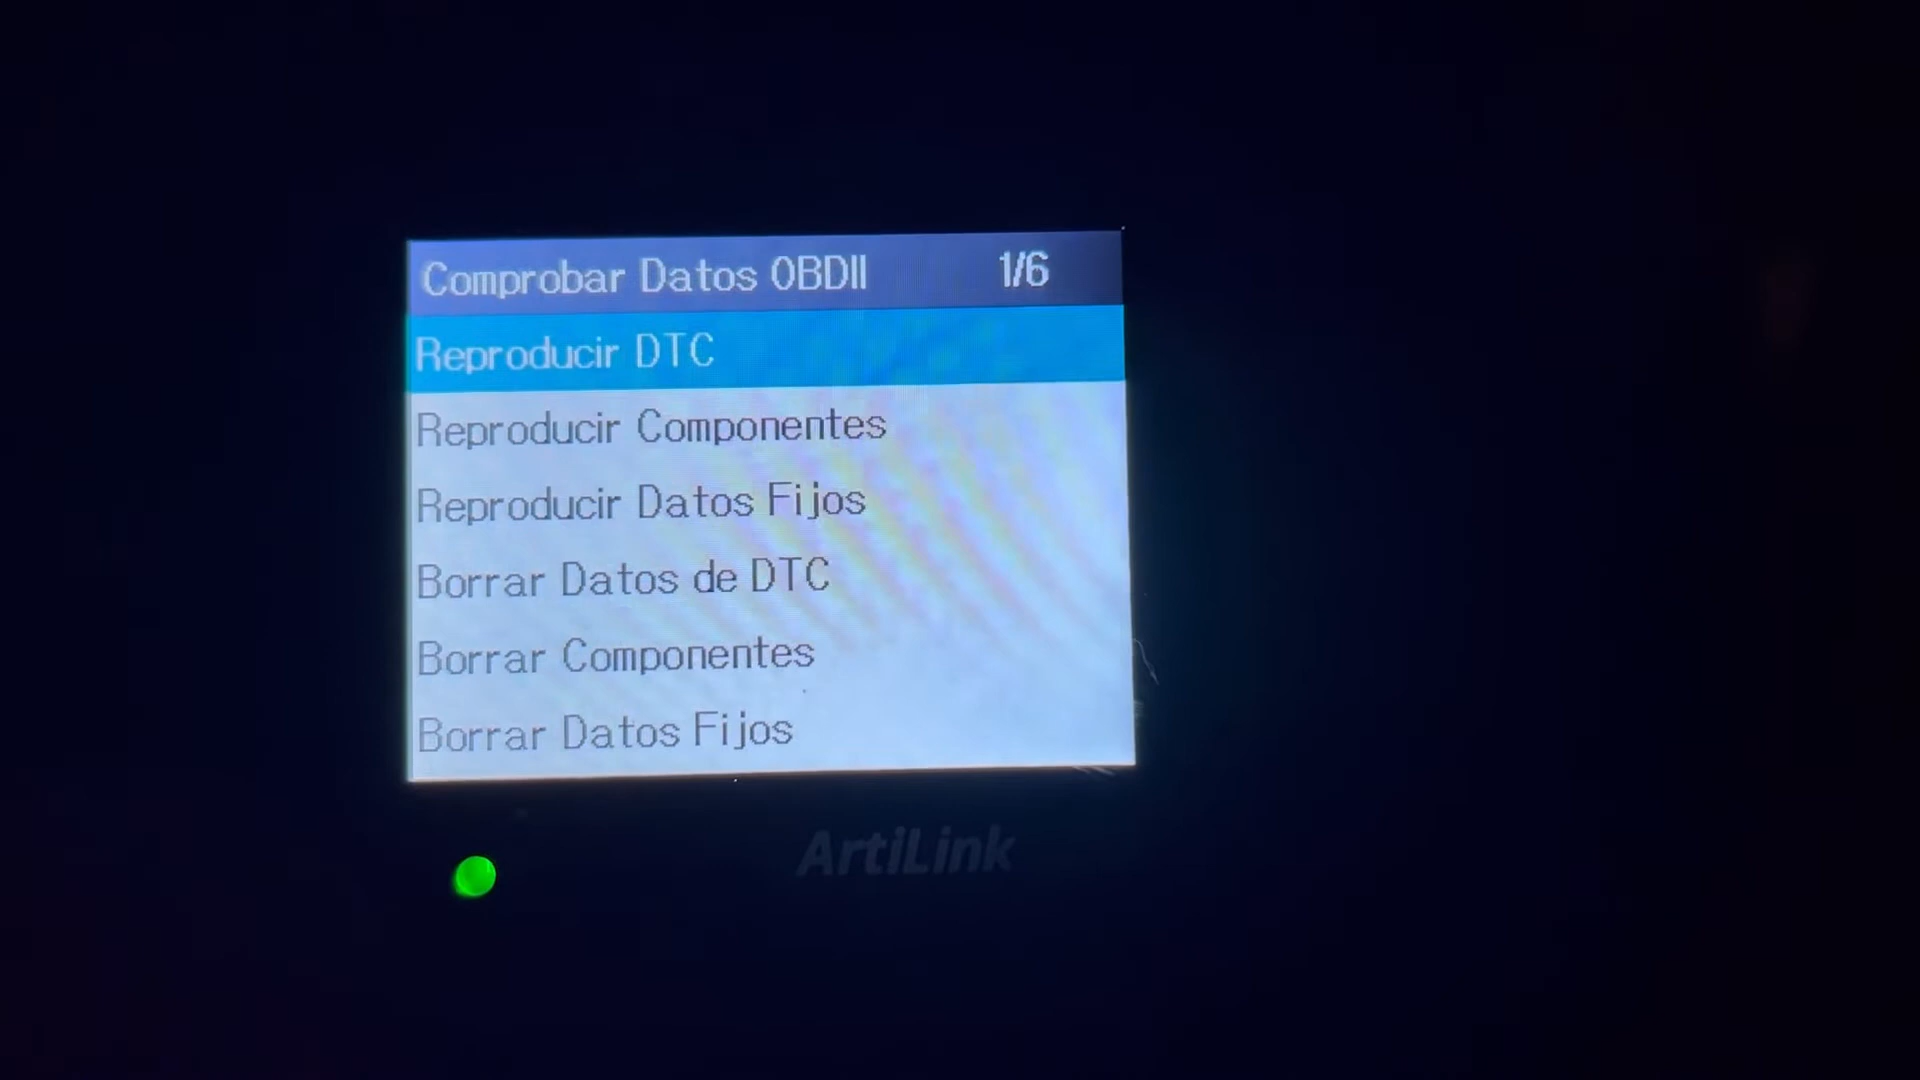 Comprobar Datos OBDII 1/6
Reproducir DTC
Reproducir Componentes
Reproducir Datos Fijos
Borrar Datos de DTC
Borrar Componentes
Borrar Datos Fijos
ArtiLink